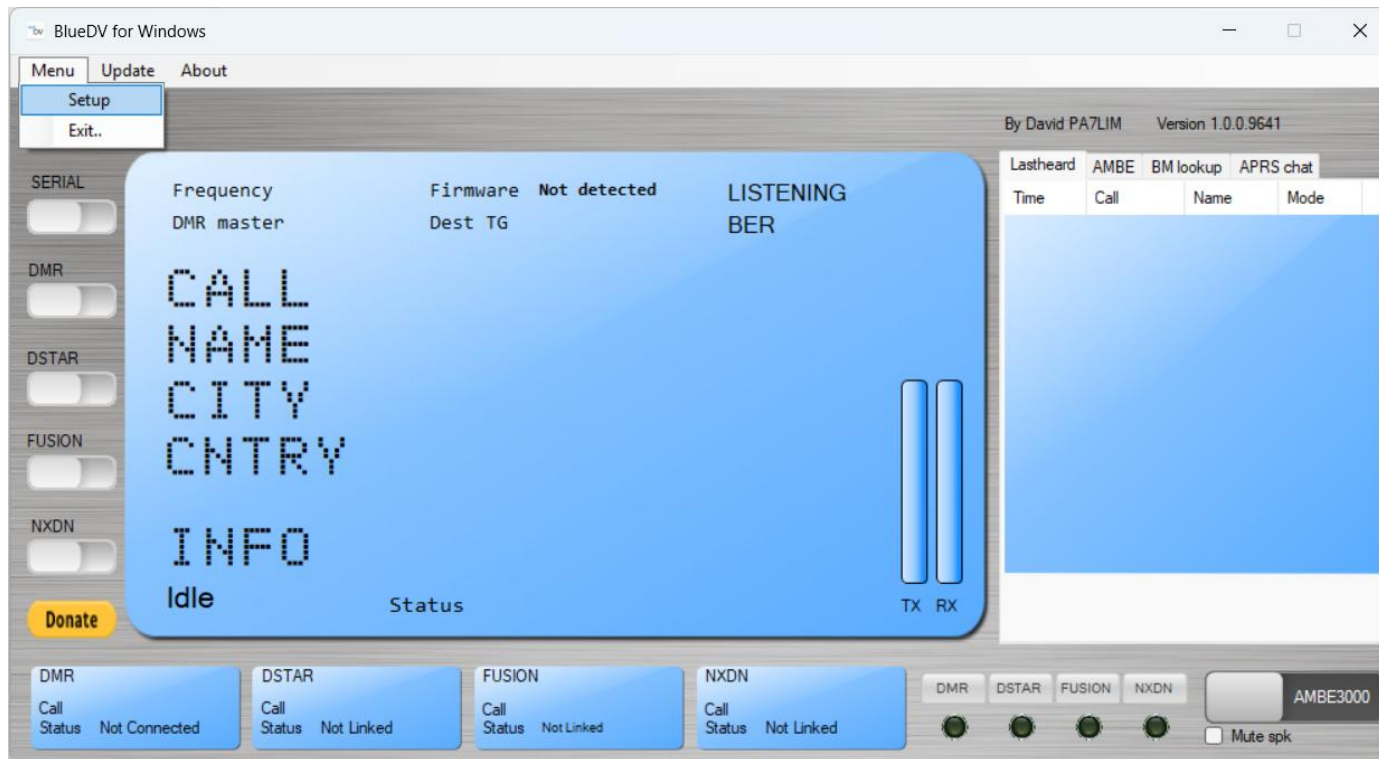 BlueDV for Windows
Menu Update About
Setup
Exit..
By David PA7LIM Version 1.0.0.9641
SERIAL
DMR
DSTAR
FUSION
NXDN
Donate
Frequency Firmware Not detected LISTENING
DMR master Dest TG BER
CALL
NAME
CITY
CNTRY
INFO
Idle Status TX RX
Lastheard AMBE BM lookup APRS chat
Time Call Name Mode
DMR
Call
Status Not Connected
DSTAR
Call
Status Not Linked
FUSION
Call
Status Not Linked
NXDN
Call
Status Not Linked
DMR DSTAR FUSION NXDN
AMBE3000
Mute spk